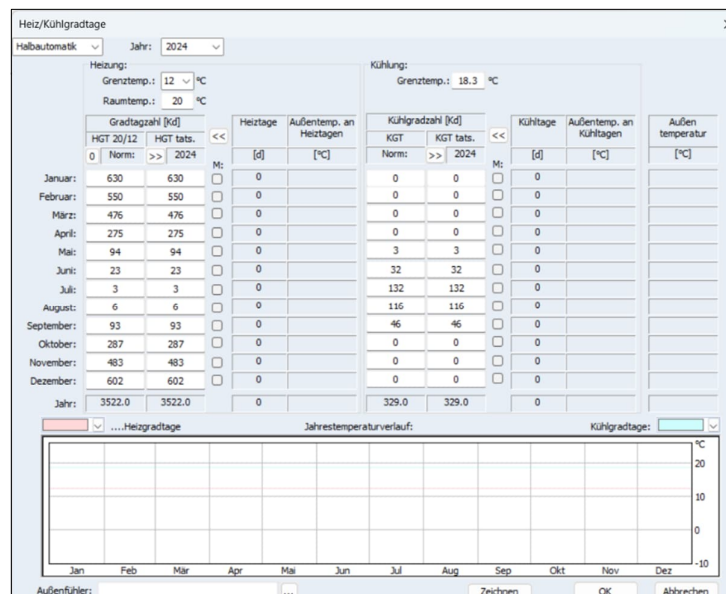 Heiz/Kühlgradtage
Halbautomatik Jahr: 2024
Heizung: Kühlung:
Grenztemp.: 12 ºC Grenztemp.: 18.3 ºC
Raumtemp.: 20 ºC
Gradtagzahl [Kd] << Heiztage Außentemp. an Heiztagen Kühlgradzahl [Kd] << Kühltage Außentemp. an Kühltagen Außen temperatur
HGT 20/12 HGT tats. KGT KGT tats.
0 Norm: >> 2024 M: [d] [ºC] Norm: >> 2024 M: [d] [ºC] [ºC]
Januar: 630 630 0 0 0 0
Februar: 550 550 0 0 0 0
März: 476 476 0 0 0 0
April: 275 275 0 0 0 0
Mai: 94 94 0 3 3 0
Juni: 23 23 0 32 32 0
Juli: 3 3 0 132 132 0
August: 6 6 0 116 116 0
September: 93 93 0 46 46 0
Oktober: 287 287 0 0 0 0
November: 483 483 0 0 0 0
Dezember: 602 602 0 0 0 0
Jahr: 3522.0 3522.0 0 329.0 329.0 0
....Heizgradtage Jahrestemperaturverlauf: Kühlgradtage:
ºC
20
0
-10
Jan Feb Mär Apr Mai Jun Jul Aug Sep Okt Nov Dez
Außenfühler: ... Zeichnen OK Abbrechen